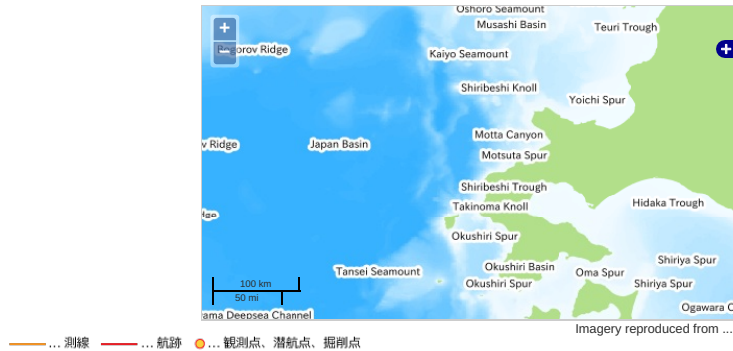 Oshoro Seamount
Musashi Basin
Teuri Trough
Bogorov Ridge
Kaiyo Seamount
Shiribeshi Knoll
Yoichi Spur
Motta Canyon
v Ridge
Japan Basin
Motsuta Spur
Shiribeshi Trough
Takinoma Knoll
Hidaka Trough
Okushiri Spur
Okushiri Basin
Shiriya Spur
Tansei Seamount
Oma Spur
Okushiri Spur
Shiriya Spur
100 km
50 mi
Ogawara C
ama Deepsea Channel
Imagery reproduced from ...
... 測線 ... 航跡 ... 観測点、潜航点、掘削点